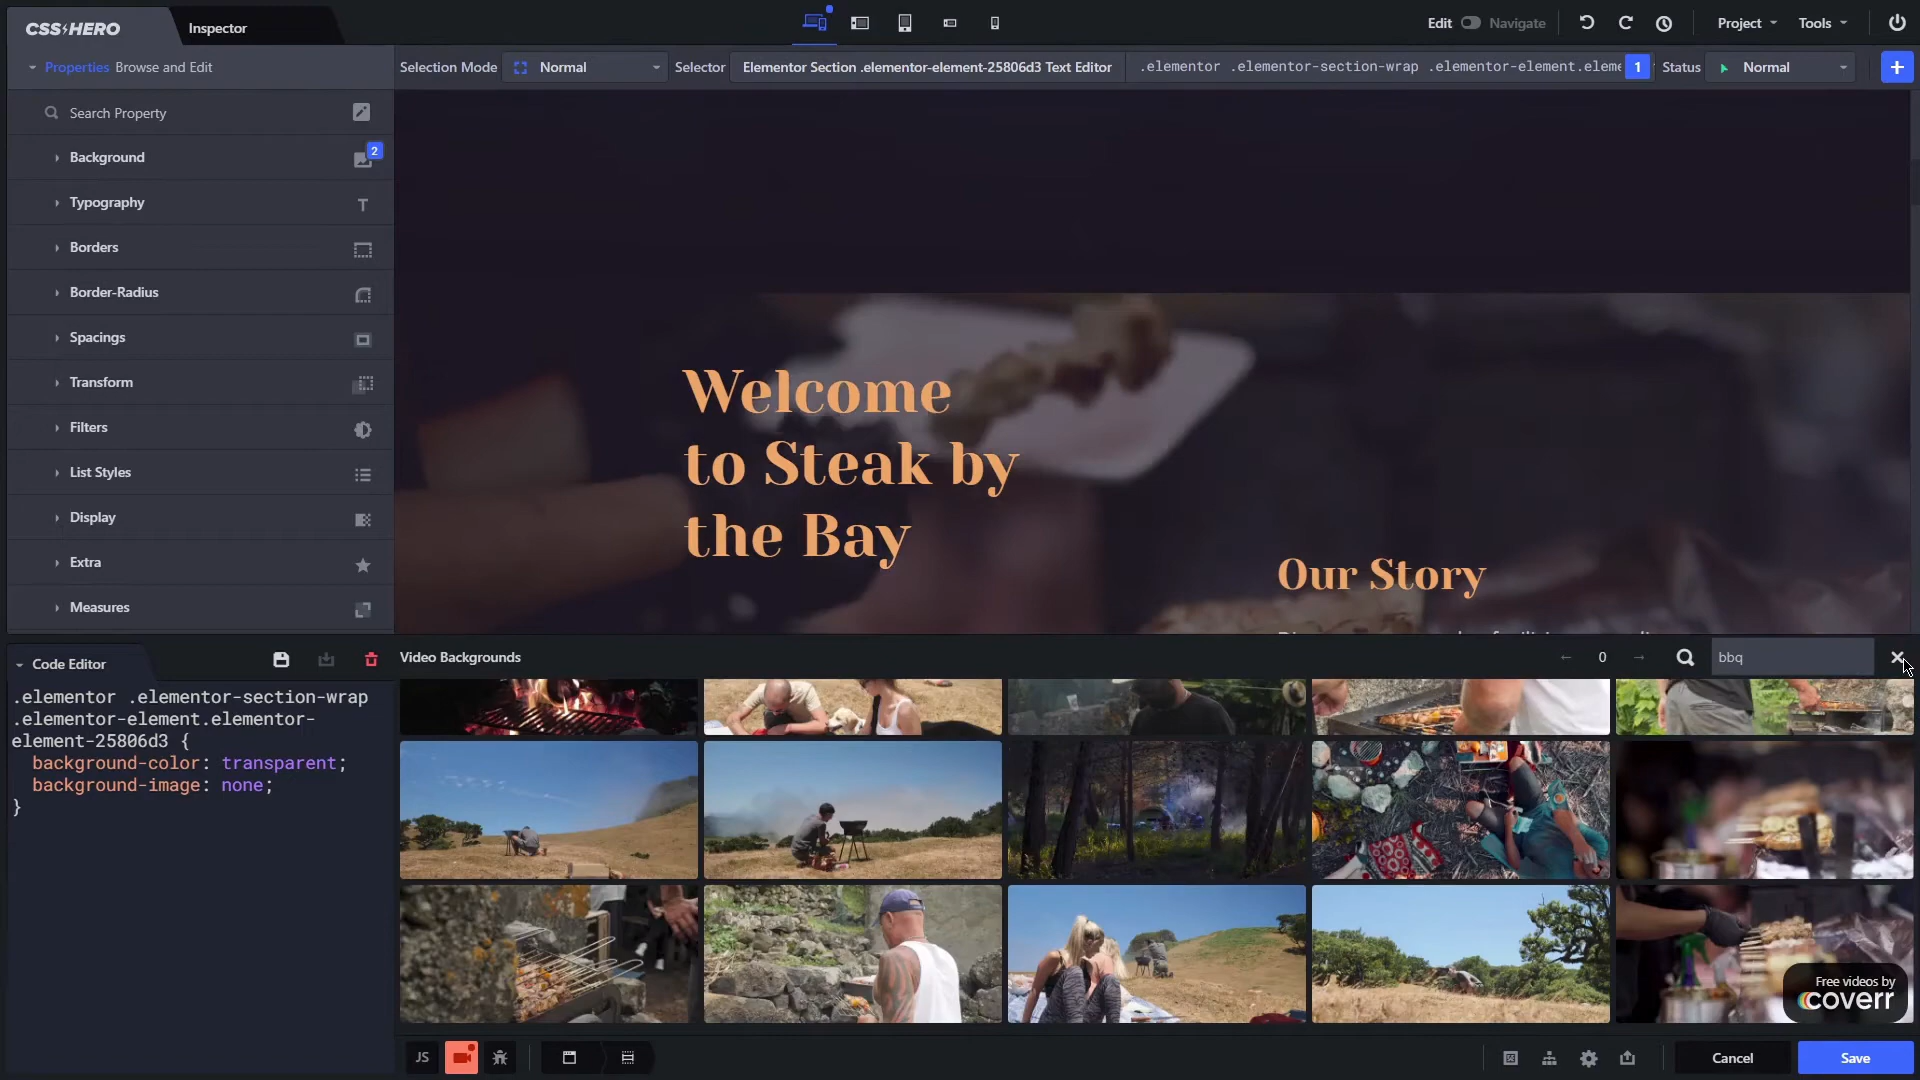 CSS HERO
Inspector
Edit
Navigate
Project
Tools
Properties Browse and Edit
Selection Mode
Normal
Selector
Elementor Section .elementor-element-25806d3 Text Editor
.elementor .elementor-section-wrap .elementor-element.eleme
1
Status
Normal
+
Search Property
Background
2
Typography
T
Borders
Border-Radius
Spacings
Transform
Filters
List Styles
Display
Extra
Measures
Welcome
to Steak by
the Bay
Our Story
Code Editor
Video Backgrounds
0
bbq
.elementor .elementor-section-wrap
.elementor-element.elementor-
element-25806d3 {
background-color: transparent;
background-image: none;
}
Free videos by
coverr
JS
Cancel
Save